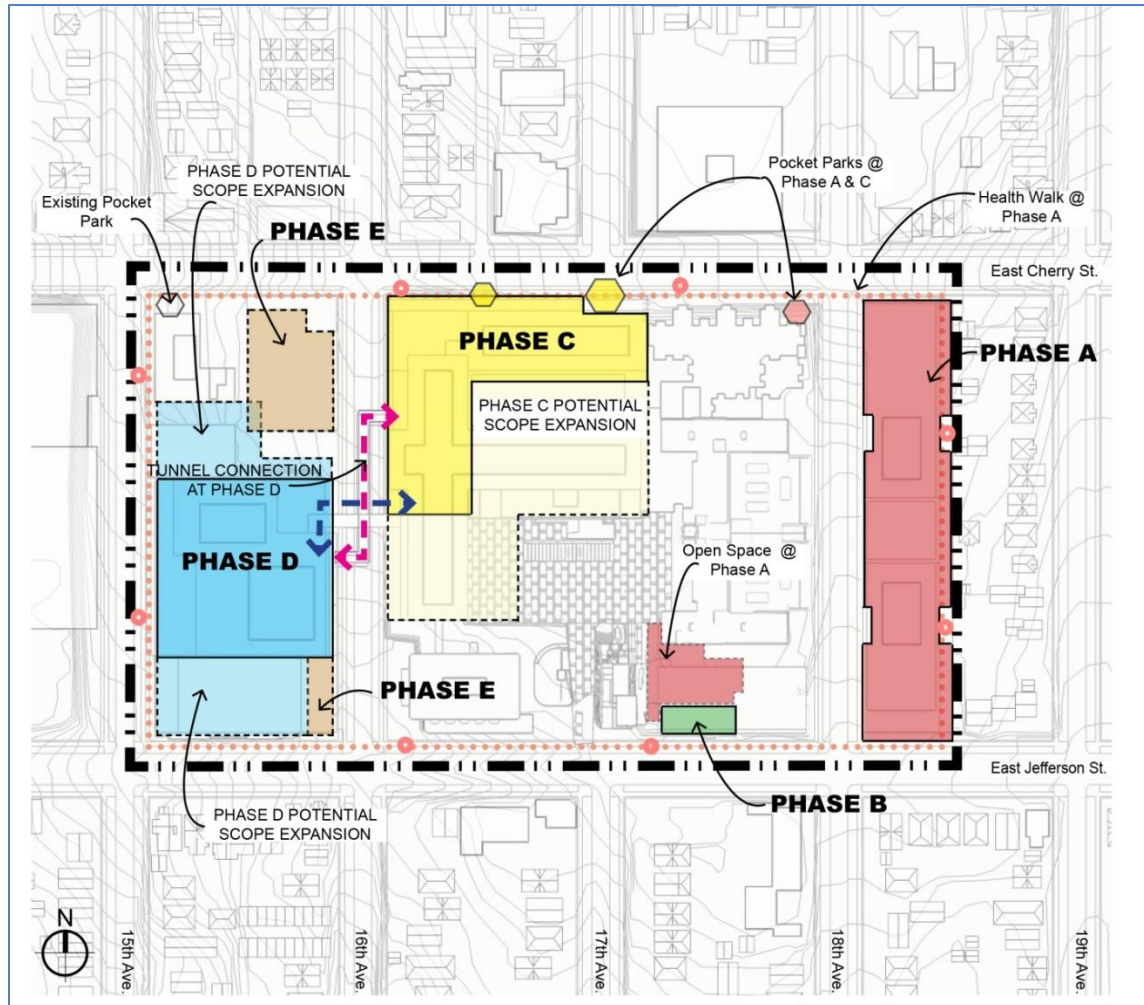 PHASE D POTENTIAL
SCOPE EXPANSION
Existing Pocket
Park
PHASE E
Pocket Parks @
Phase A & C
Health Walk @
Phase A
East Cherry St.
PHASE C
PHASE A
PHASE C POTENTIAL
SCOPE EXPANSION
TUNNEL CONNECTION
AT PHASE D
PHASE D
Open Space @
Phase A
PHASE E
PHASE B
East Jefferson St.
PHASE D POTENTIAL
SCOPE EXPANSION
N
15th Ave.
16th Ave.
17th Ave.
18th Ave.
19th Ave.